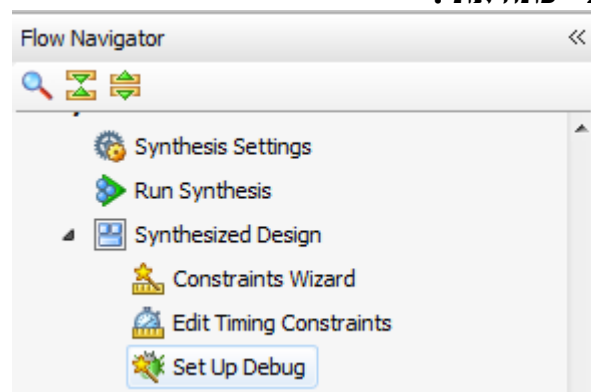 Flow Navigator
Synthesis Settings
Run Synthesis
Synthesized Design
Constraints Wizard
Edit Timing Constraints
Set Up Debug